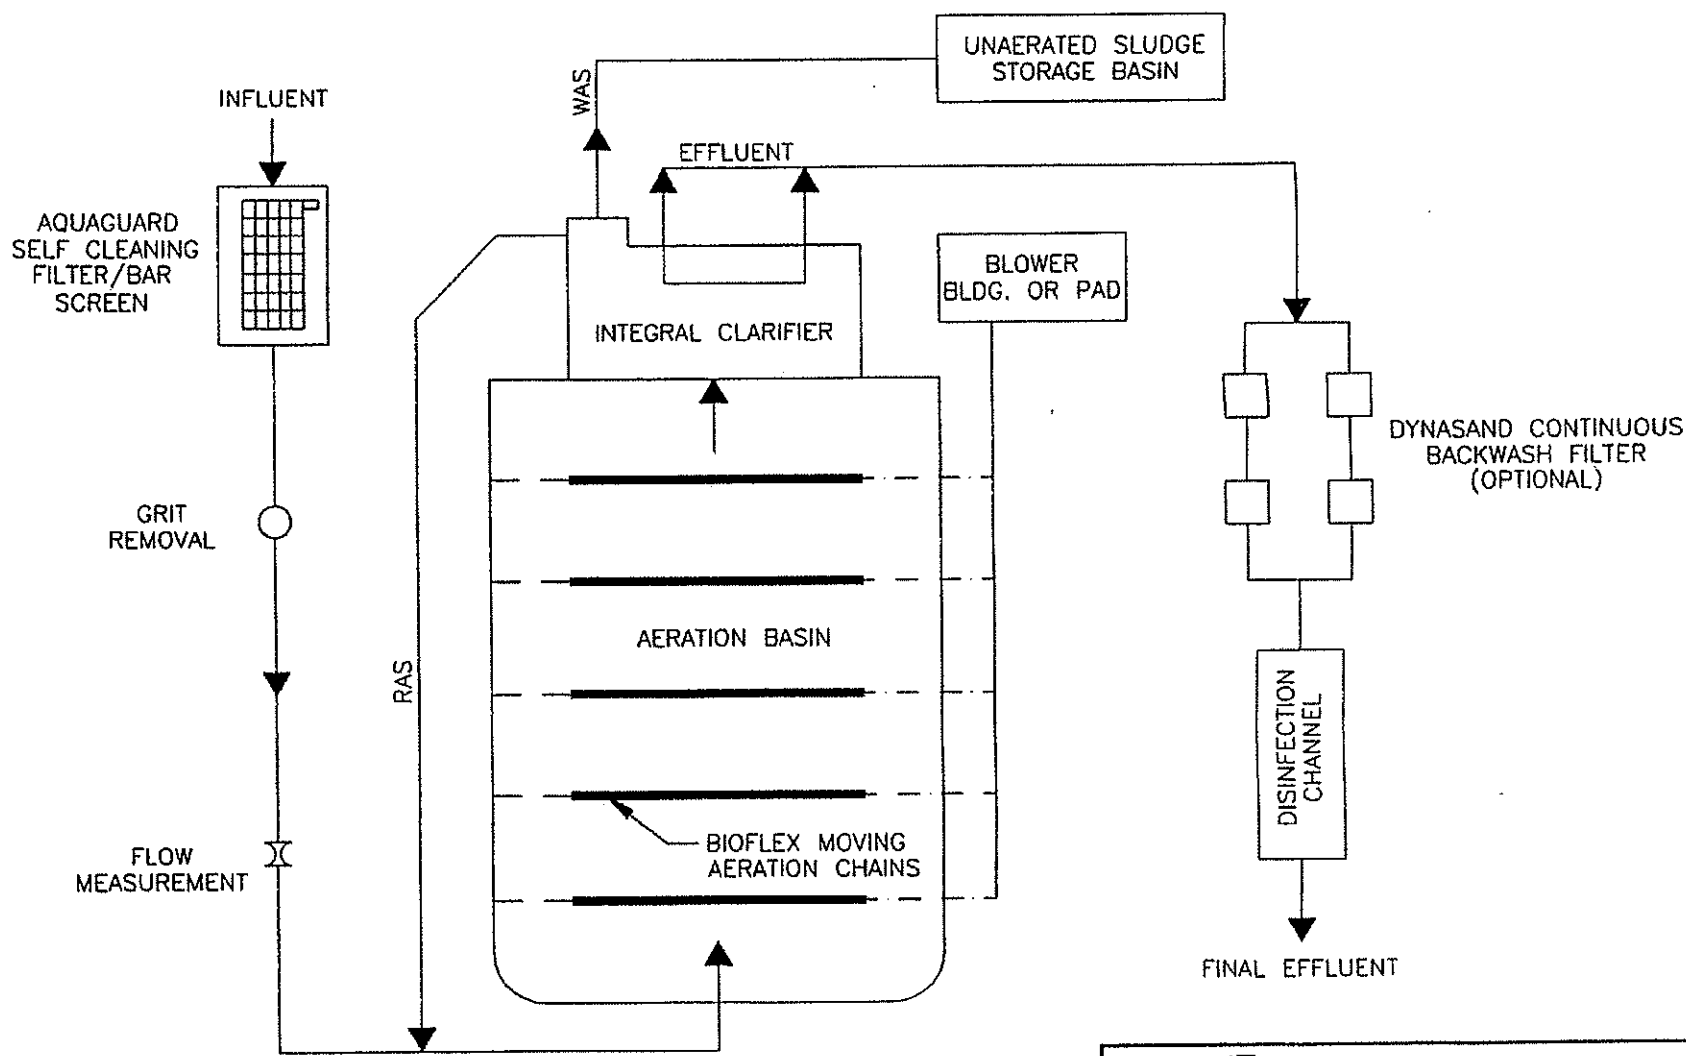 UNAERATED SLUDGE
STORAGE BASIN
WAS
INFLUENT
EFFLUENT
AQUAGUARD
SELF CLEANING
FILTER/BAR
SCREEN
BLOWER
BLDG. OR PAD
INTEGRAL CLARIFIER
DYNASAND CONTINUOUS
BACKWASH FILTER
(OPTIONAL)
GRIT
REMOVAL
AERATION BASIN
RAS
DISINFECTION
CHANNEL
BIOFLEX MOVING
AERATION CHAINS
FLOW
MEASUREMENT
FINAL EFFLUENT